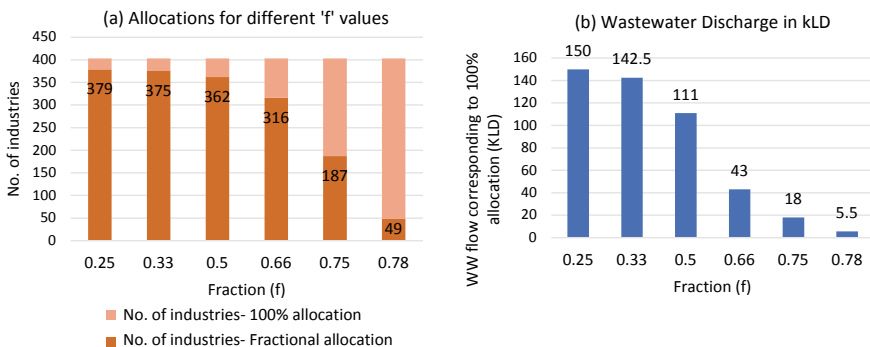 (a) Allocations for different 'f' values
No. of industries
450
400
350
300
250
200
150
100
50
0
379
375
362
316
187
49
0.25 0.33 0.5 0.66 0.75 0.78
Fraction (f)
No. of industries- 100% allocation
No. of industries- Fractional allocation
(b) Wastewater Discharge in kLD
WW flow corresponding to 100%
allocation (KLD)
160
140
120
100
80
60
40
20
0
150
142.5
111
43
18
5.5
0.25 0.33 0.5 0.66 0.75 0.78
Fraction (f)